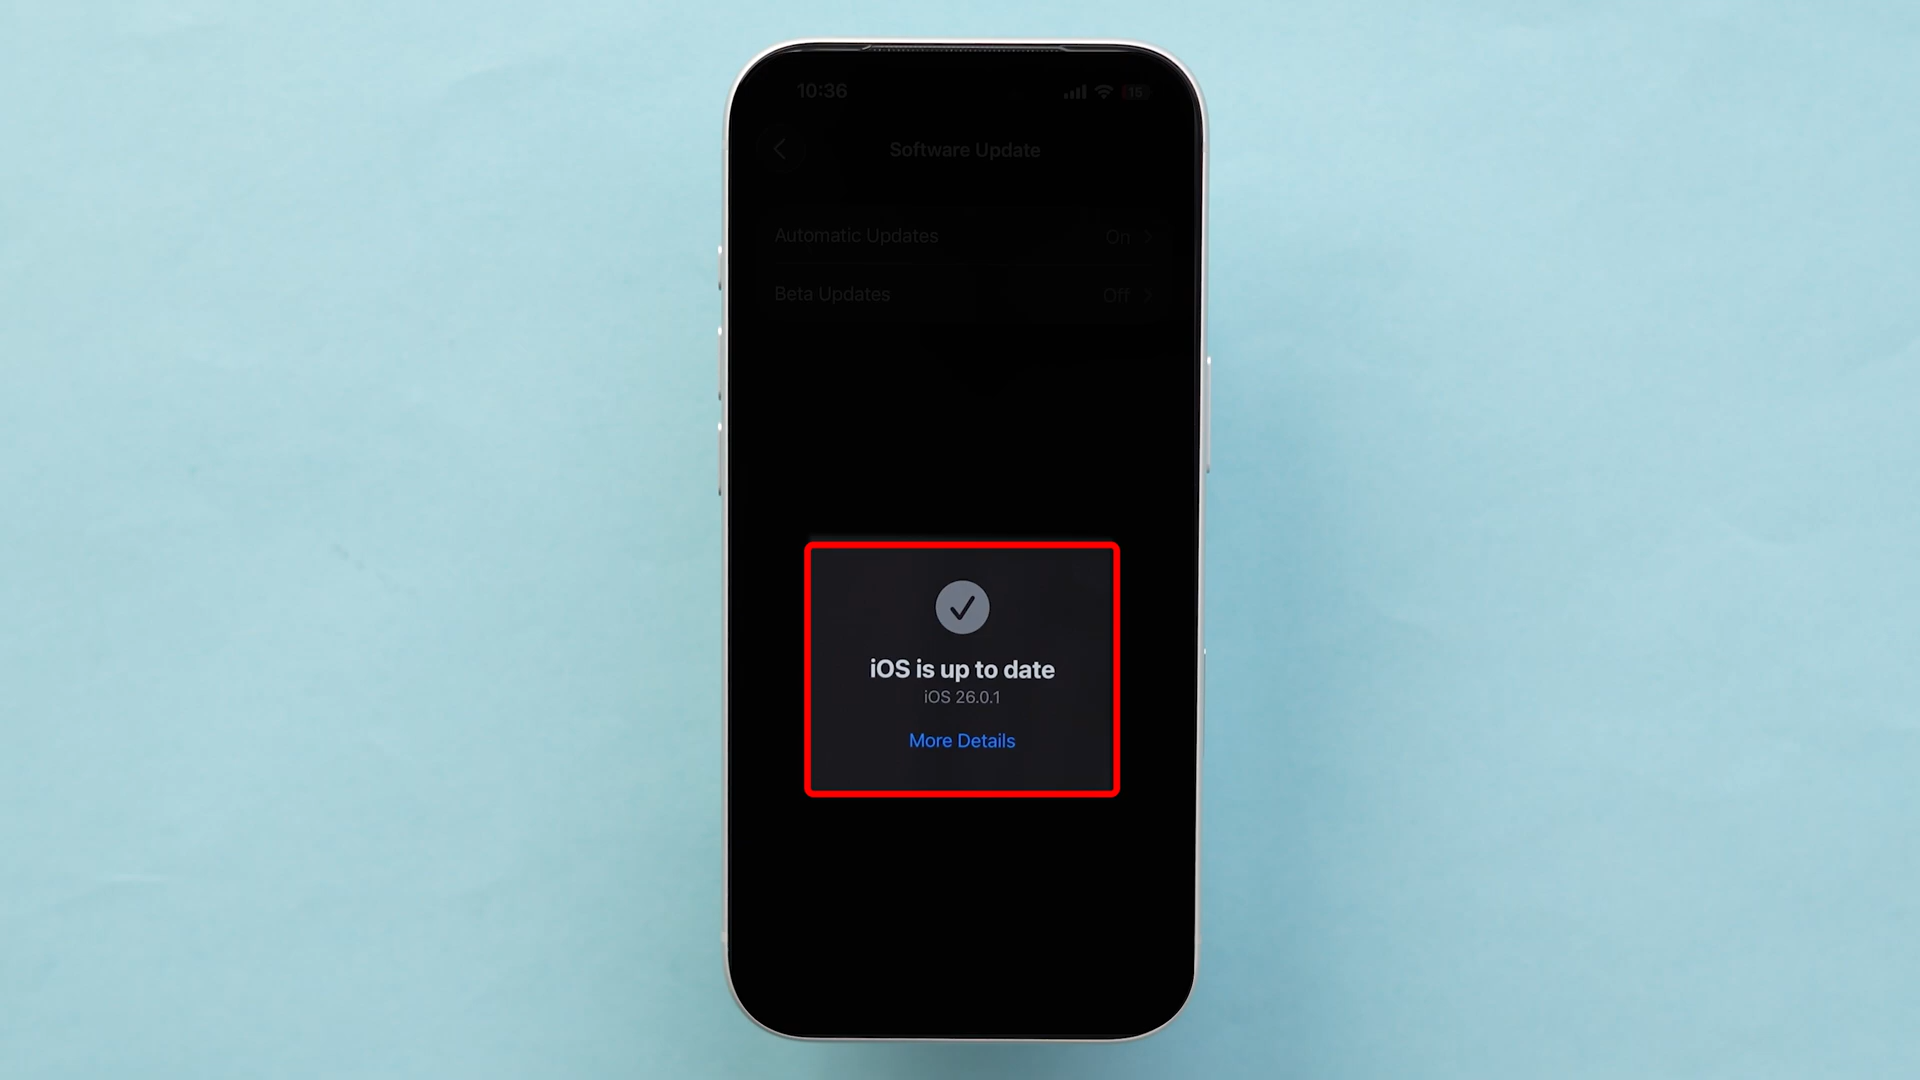 10:36 15
Software Update
Automatic Updates On
Beta Updates Off
iOS is up to date
iOS 26.0.1
More Details